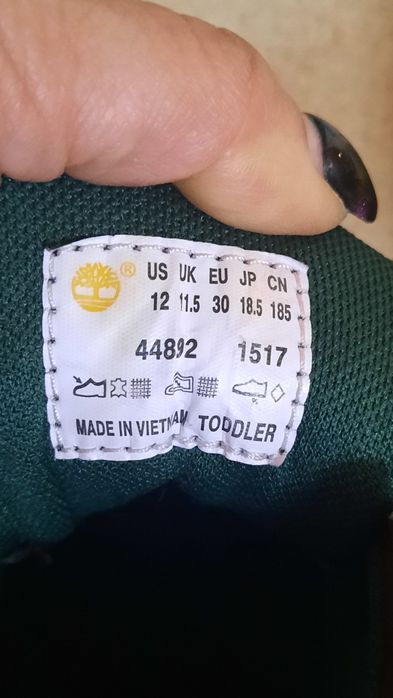 ® US UK EU JP CN
12 11.5 30 18.5 185
44892 1517
MADE IN VIETNAM TODDLER